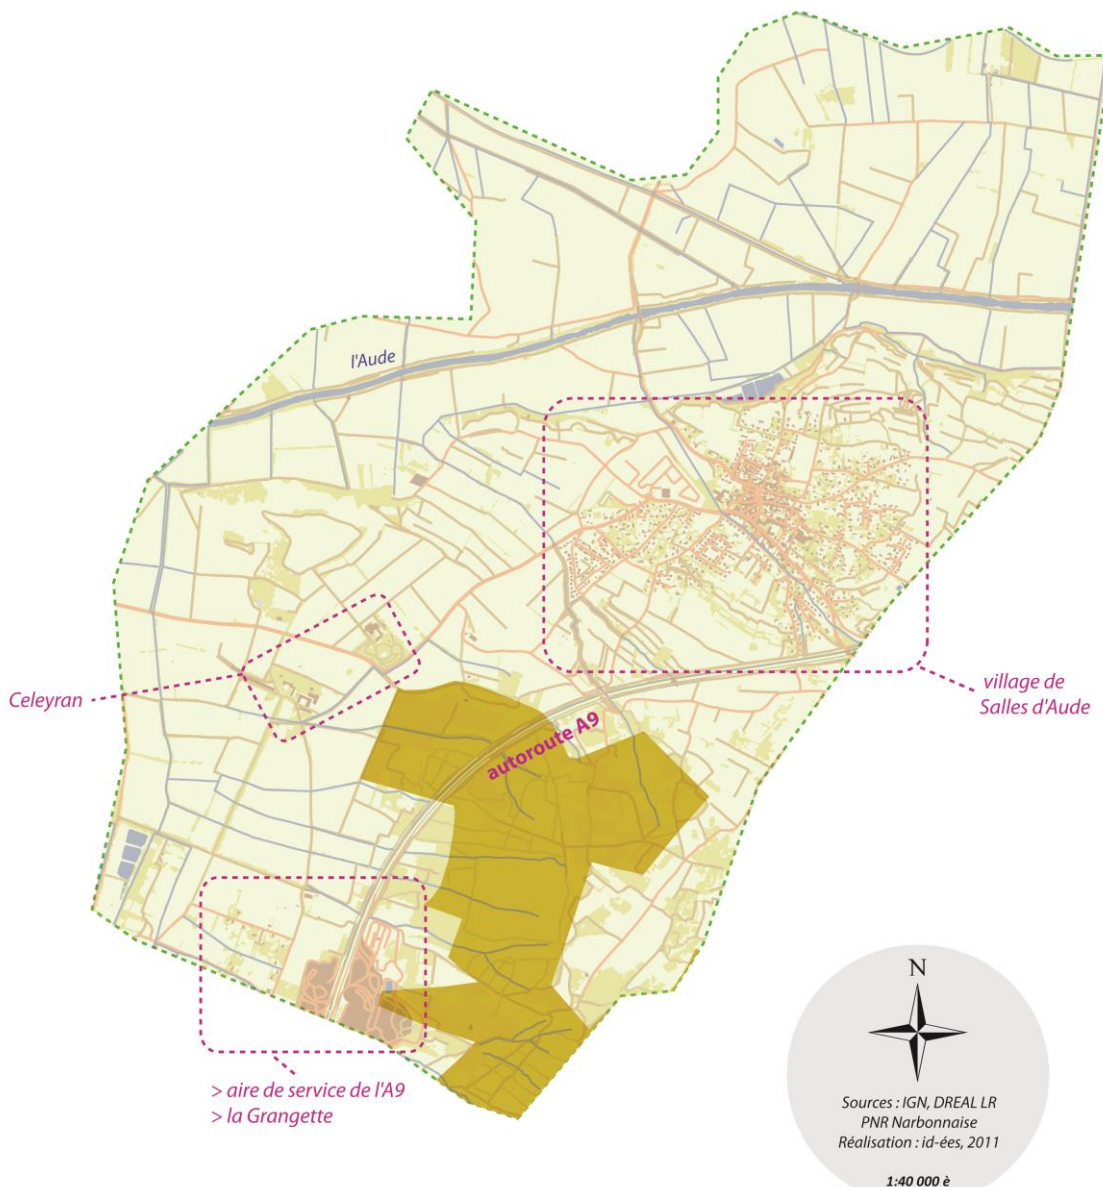 l'Aude
Celeyran
village de
Salles d'Aude
autoroute A9
> aire de service de l'A9
> la Grangette
N
Sources : IGN, DREAL LR
PNR Narbonnaise
Réalisation : id-ées, 2011
1:40 000 è